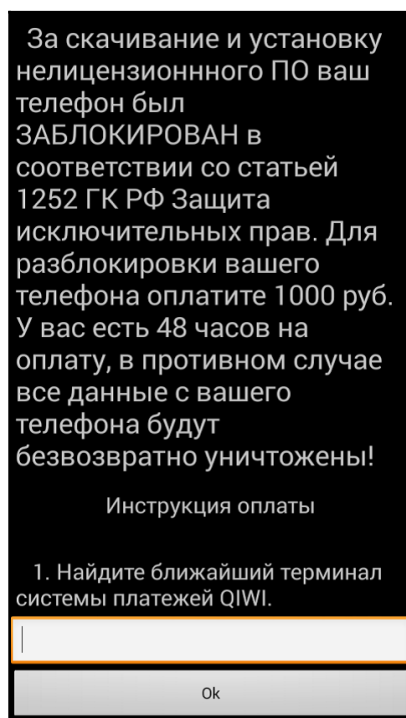 За скачивание и установку
нелицензионнного ПО ваш
телефон был
ЗАБЛОКИРОВАН в
соответствии со статьей
1252 ГК РФ Защита
исключительных прав. Для
разблокировки вашего
телефона оплатите 1000 руб.
У вас есть 48 часов на
оплату, в противном случае
все данные с вашего
телефона будут
безвозвратно уничтожены!
Инструкция оплаты
1. Найдите ближайший терминал
системы платежей QIWI.
Ok